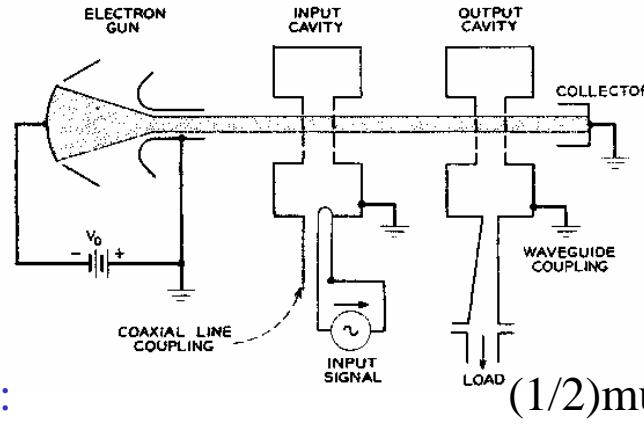 ELECTRON
GUN
INPUT
CAVITY
OUTPUT
CAVITY
COLLECTOR
V₀
- +
WAVEGUIDE
COUPLING
COAXIAL LINE
COUPLING
INPUT
SIGNAL
LOAD
: (1/2)mu